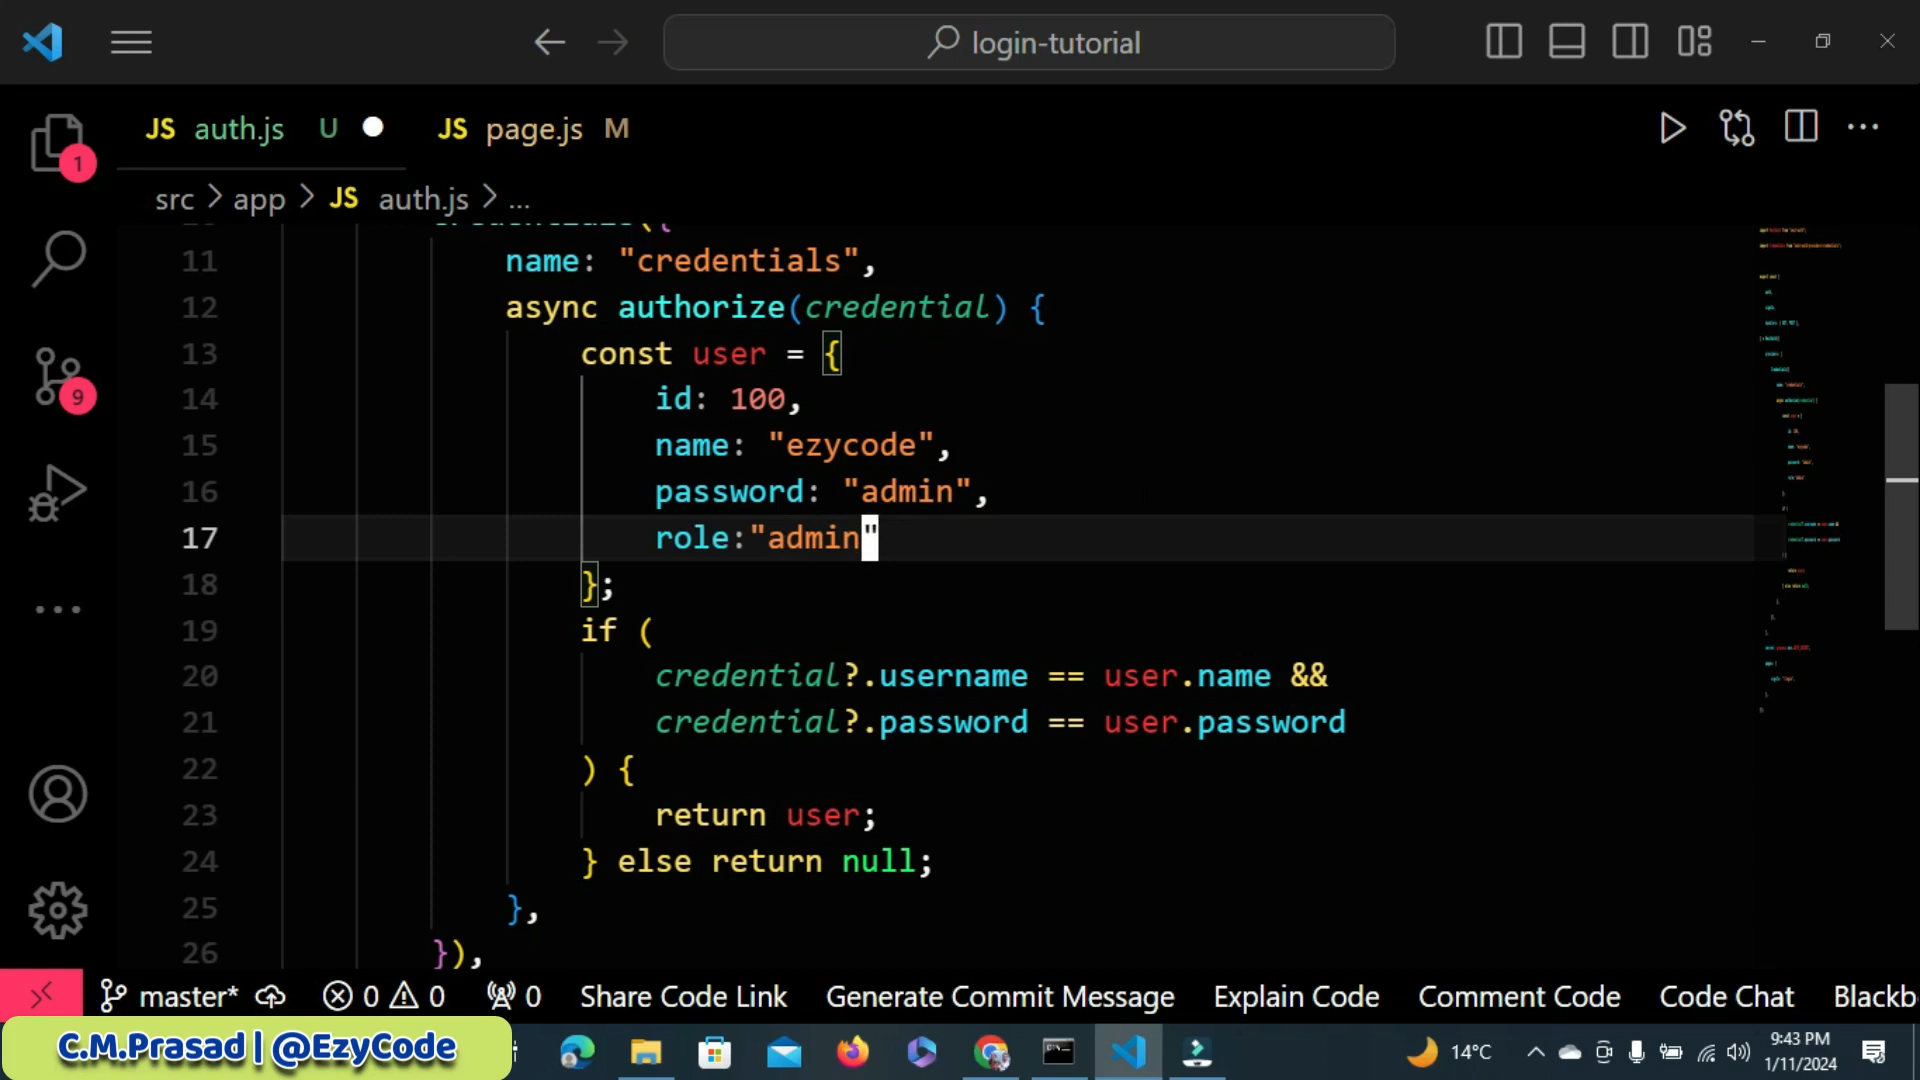 login-tutorial
JS auth.js U JS page.js M
1
src > app > JS auth.js > ...
11 name: "credentials",
12 async authorize(credential) {
13 const user = {
14 id: 100,
15 name: "ezycode",
16 password: "admin",
17 role:"admin"
18 };
19 if (
20 credential?.username == user.name &&
21 credential?.password == user.password
22 ) {
23 return user;
24 } else return null;
25 },
26 }),
9
master* 0 0 0 Share Code Link Generate Commit Message Explain Code Comment Code Code Chat Blackb
C.M.Prasad | @EzyCode
14°C 9:43 PM
1/11/2024